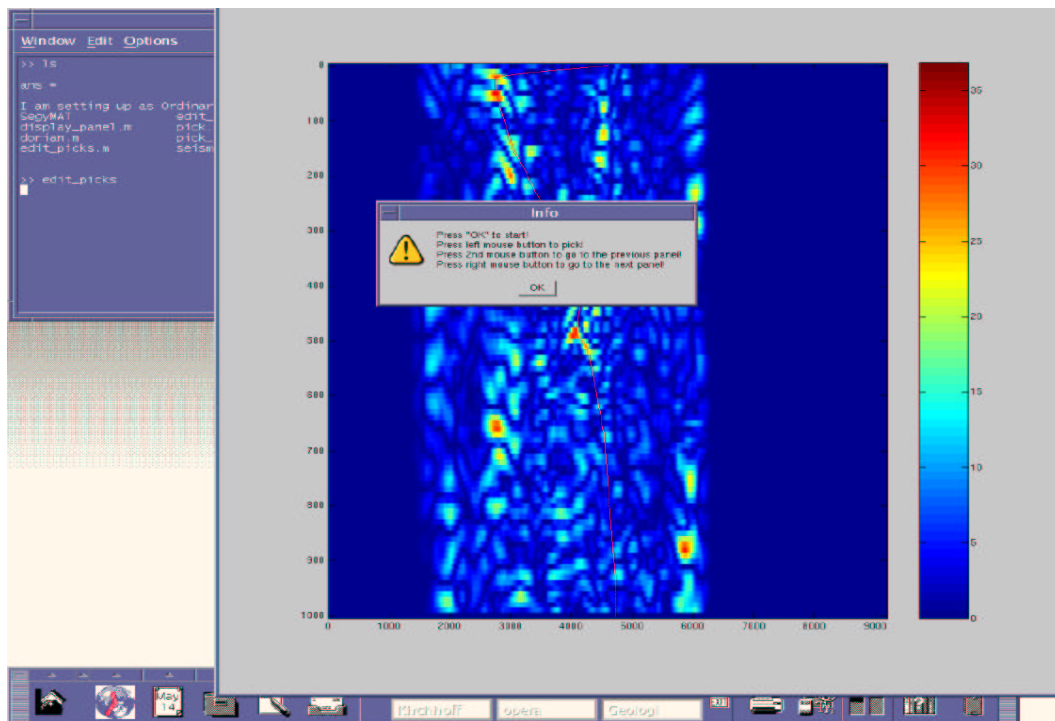 Window Edit Options
>> ls
ans =
I am setting up as Ordinar
SegyMAT edit_
display_panel.m pick.
dorian.m pick_
edit_picks.m seism
>> edit_picks
0
100
200
300
400
500
600
700
800
900
1000
0 1000 2000 3000 4000 5000 6000 7000 8000 9000
35
30
25
20
15
10
5
0
Info
Press "OK" to start!
Press left mouse button to pick!
Press 2nd mouse button to go to the previous panel!
Press right mouse button to go to the next panel!
OK
May
14
Kirchhoff opera Geologi